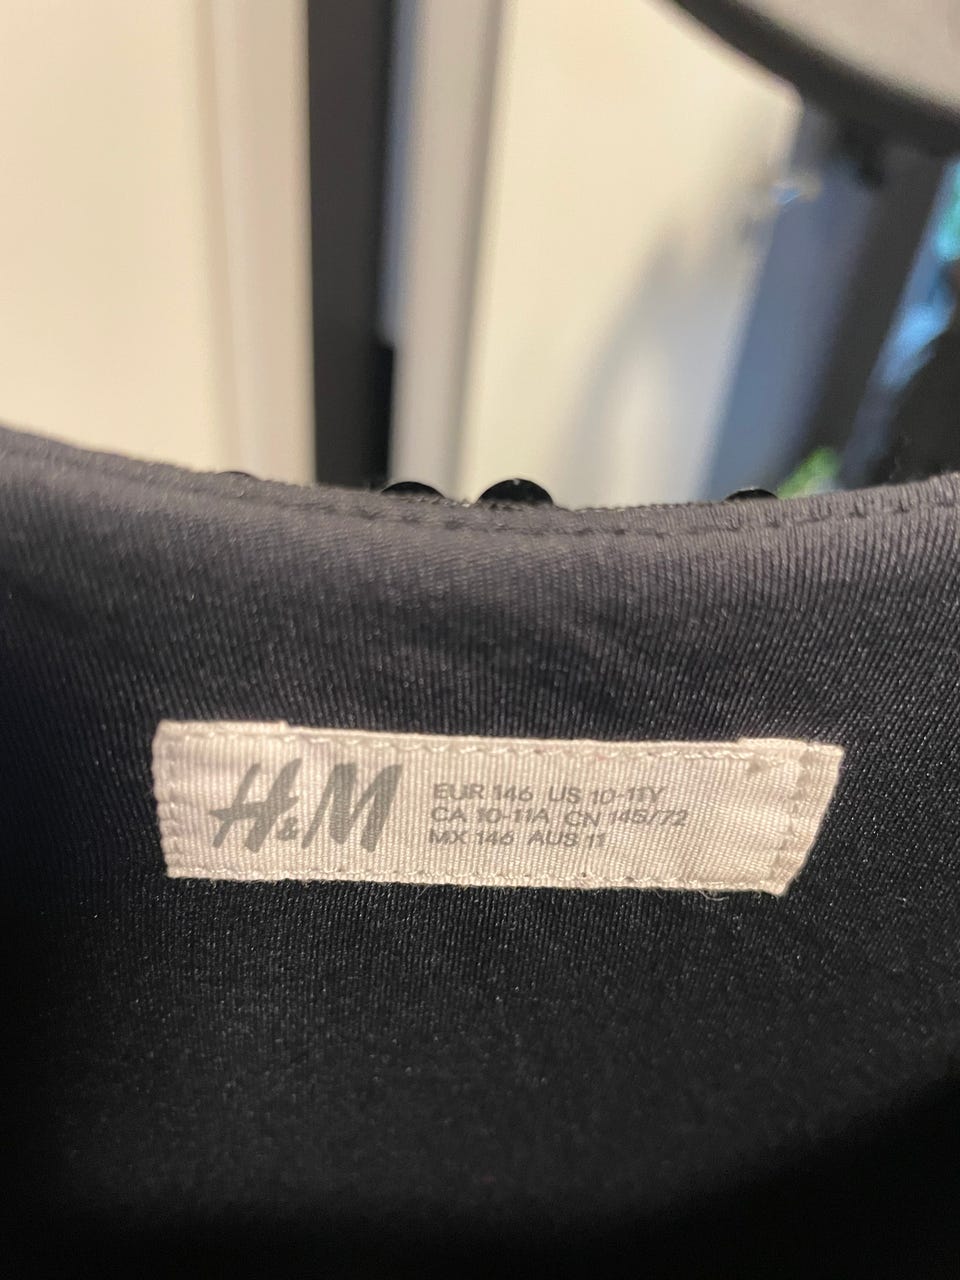 H&M
EUR 146 US 10-11Y
CA 10-11A CN 145/72
MX 146 AUS 11